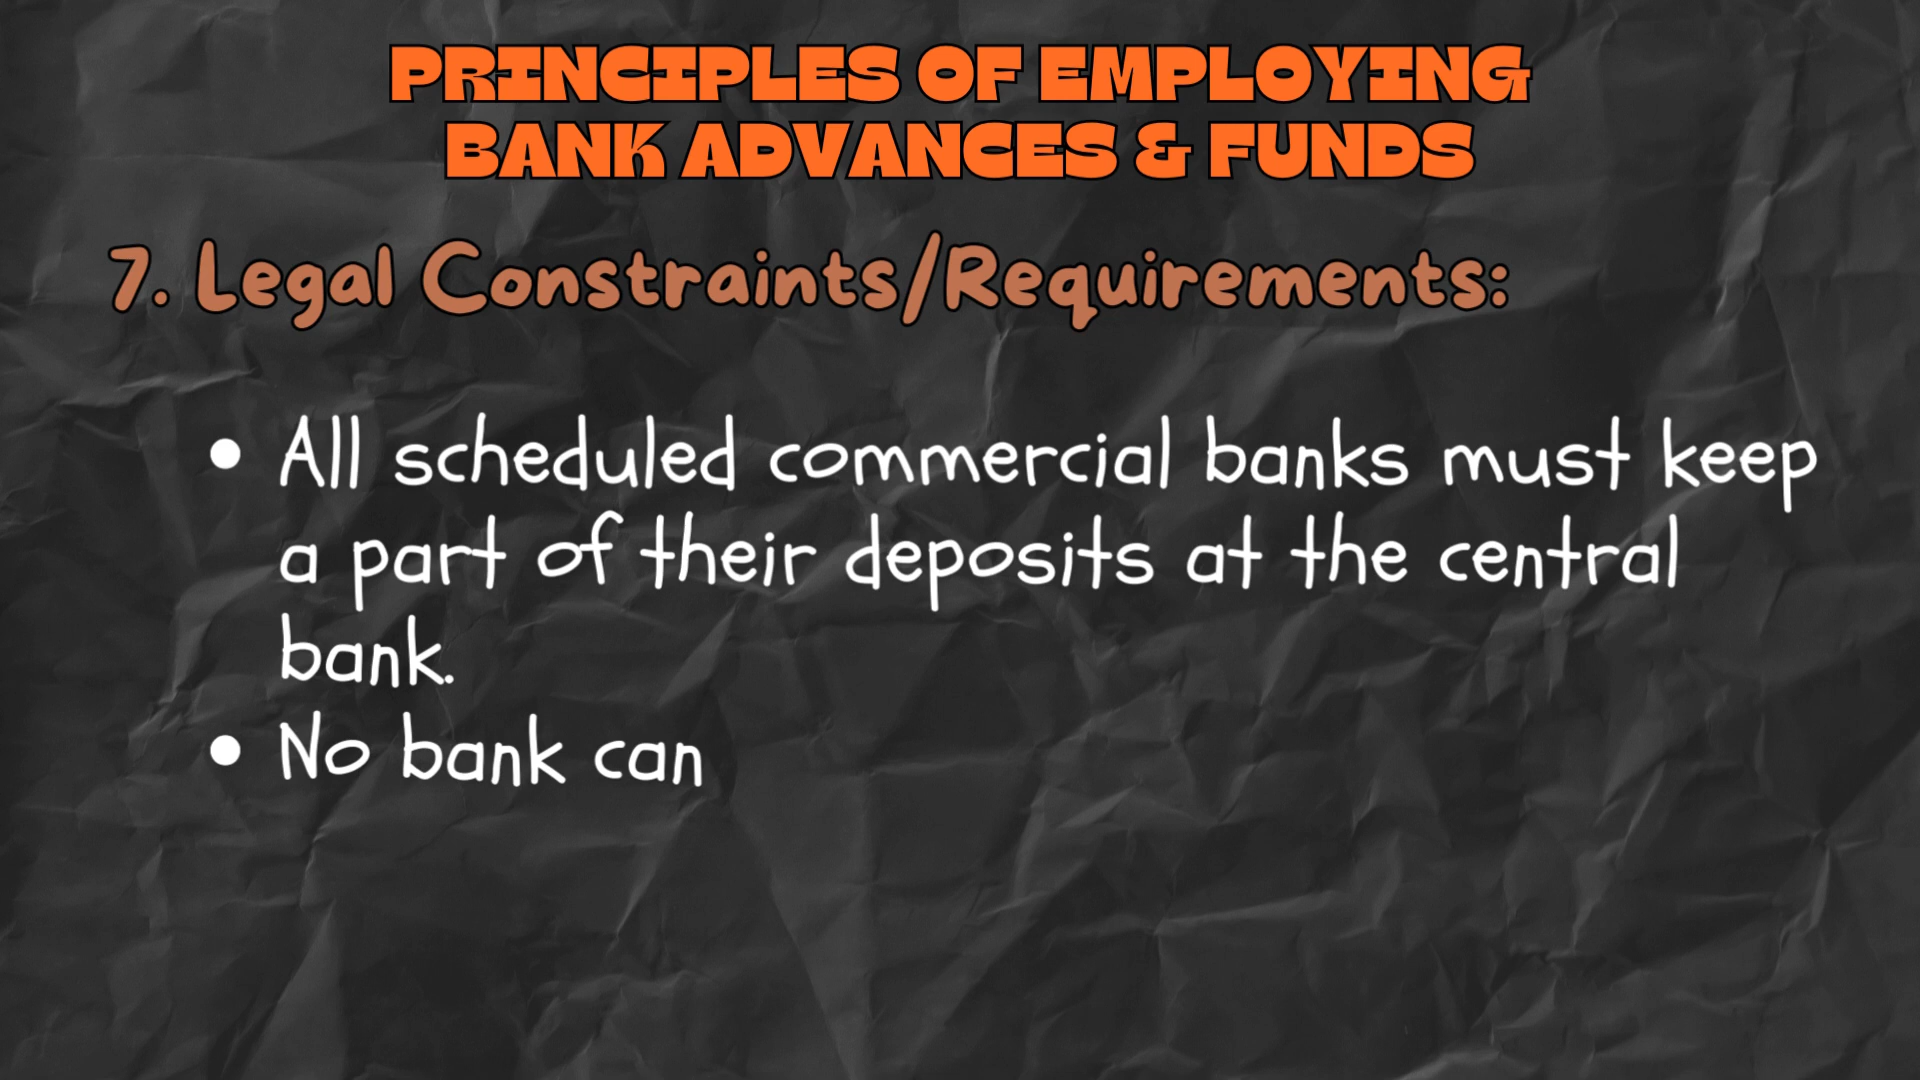 PRINCIPLES OF EMPLOYING
BANK ADVANCES & FUNDS
7. Legal Constraints/Requirements:
• All scheduled commercial banks must keep
a part of their deposits at the central
bank.
• No bank can